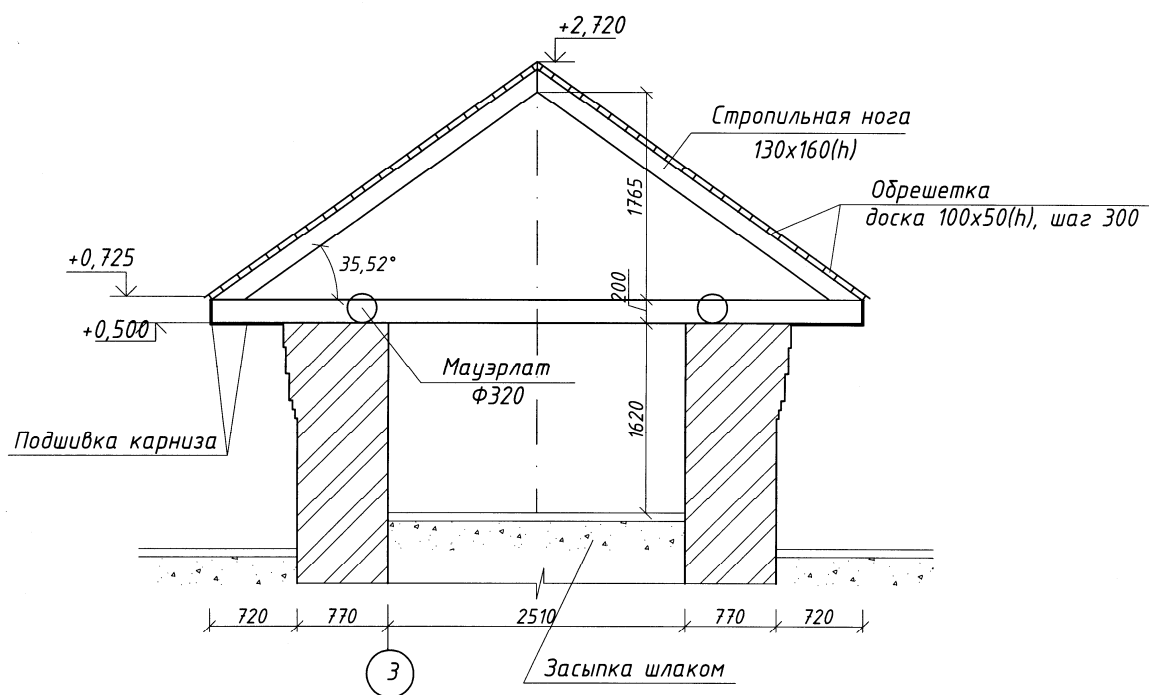 +2,720
Стропильная нога
130х160(h)
1765
Обрешетка
доска 100х50(h), шаг 300
+0,725
35,52°
200
+0,500
Мауэрлат
Ф320
1620
Подшивка карниза
720
770
2510
770
720
3
Засыпка шлаком